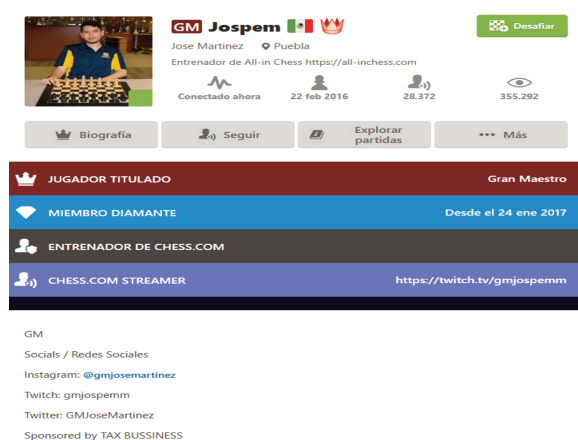 GM Jospem
Desafiar
Jose Martinez Puebla
Entrenador de All-in Chess https://all-inchess.com
Conectado ahora 22 feb 2016 28.372 355.292
Biografía Seguir Explorar partidas Más
JUGADOR TITULADO Gran Maestro
MIEMBRO DIAMANTE Desde el 24 ene 2017
ENTRENADOR DE CHESS.COM
CHESS.COM STREAMER https://twitch.tv/gmjospemm
GM
Socials / Redes Sociales
Instagram: @gmjosemartinez
Twitch: gmjospemm
Twitter: GMJoseMartinez
Sponsored by TAX BUSSINESS